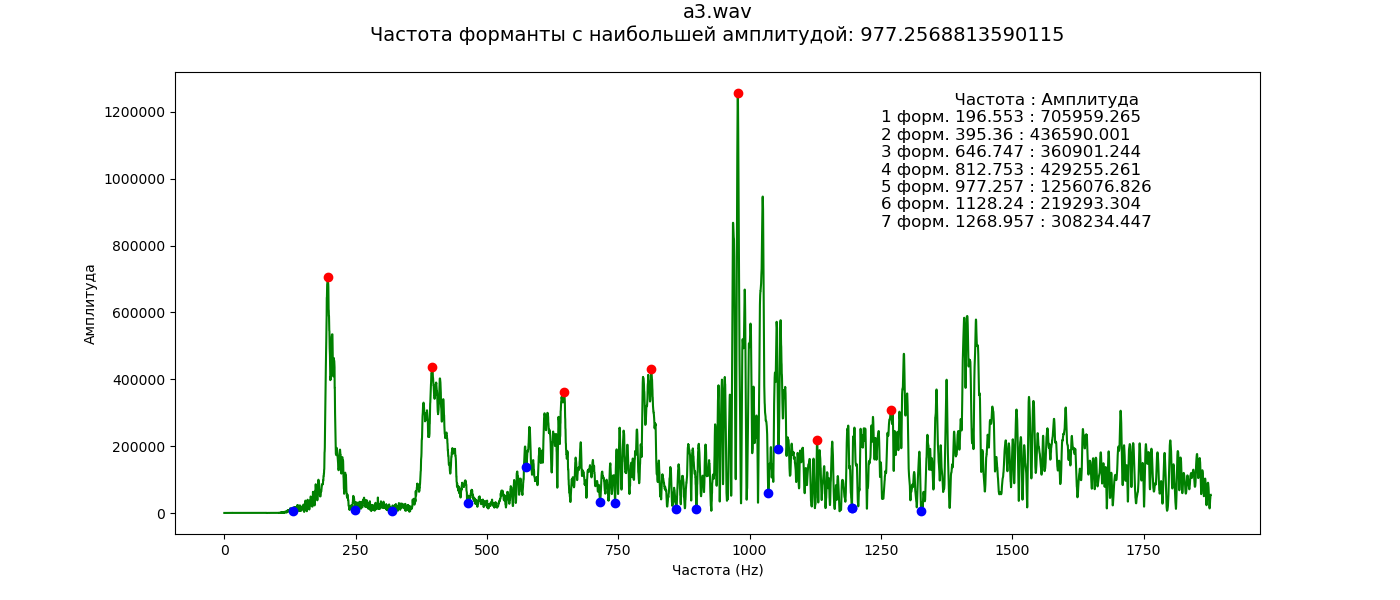 a3.wav
Частота форманты с наибольшей амплитудой: 977.2568813590115
Частота : Амплитуда
1 форм. 196.553 : 705959.265
2 форм. 395.36 : 436590.001
3 форм. 646.747 : 360901.244
4 форм. 812.753 : 429255.261
5 форм. 977.257 : 1256076.826
6 форм. 1128.24 : 219293.304
7 форм. 1268.957 : 308234.447
Амплитуда
1200000
1000000
800000
600000
400000
200000
0
0 250 500 750 1000 1250 1500 1750
Частота (Hz)